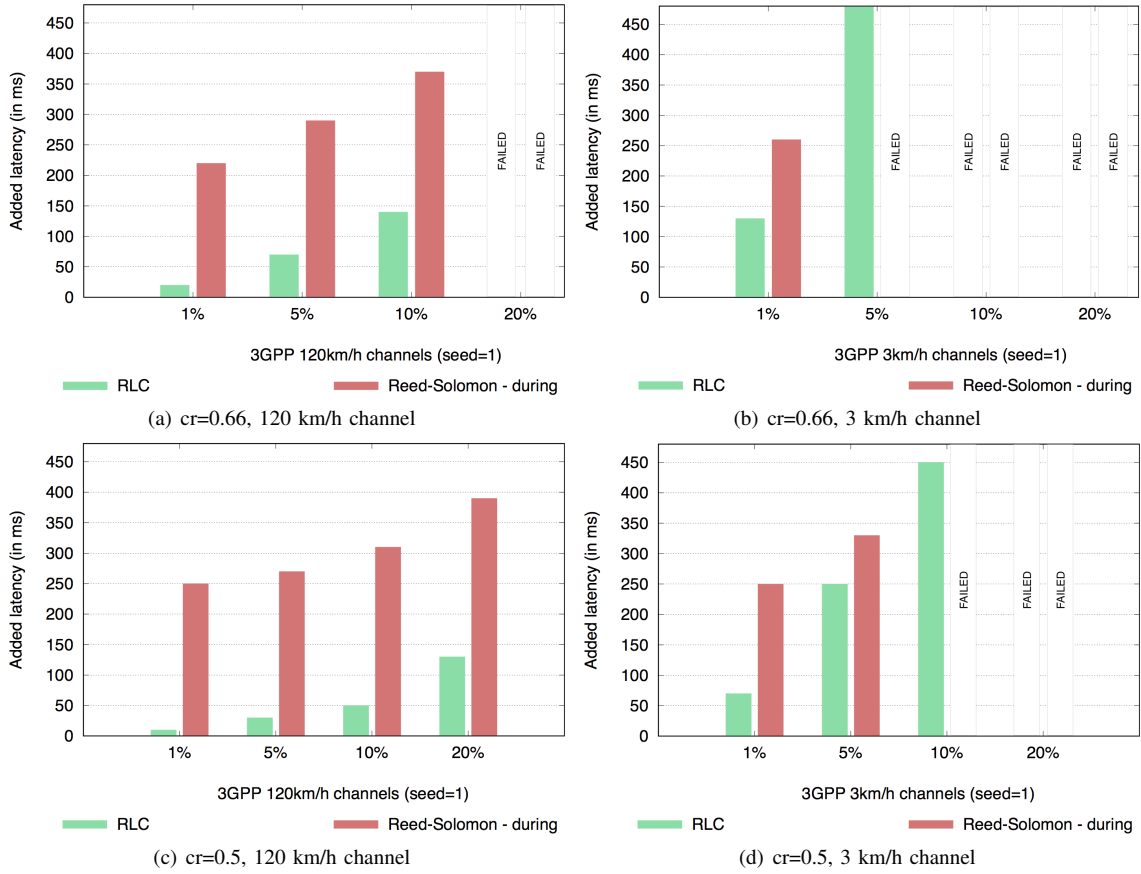 450
400
350
300
250
200
150
100
50
0
Added latency (in ms)
FAILED
FAILED
1% 5% 10% 20%
3GPP 120km/h channels (seed=1)
RLC Reed-Solomon - during
(a) cr=0.66, 120 km/h channel
450
400
350
300
250
200
150
100
50
0
Added latency (in ms)
FAILED
FAILED
FAILED
FAILED
FAILED
1% 5% 10% 20%
3GPP 3km/h channels (seed=1)
RLC Reed-Solomon - during
(b) cr=0.66, 3 km/h channel
450
400
350
300
250
200
150
100
50
0
Added latency (in ms)
1% 5% 10% 20%
3GPP 120km/h channels (seed=1)
RLC Reed-Solomon - during
(c) cr=0.5, 120 km/h channel
450
400
350
300
250
200
150
100
50
0
Added latency (in ms)
FAILED
FAILED
FAILED
1% 5% 10% 20%
3GPP 3km/h channels (seed=1)
RLC Reed-Solomon - during
(d) cr=0.5, 3 km/h channel